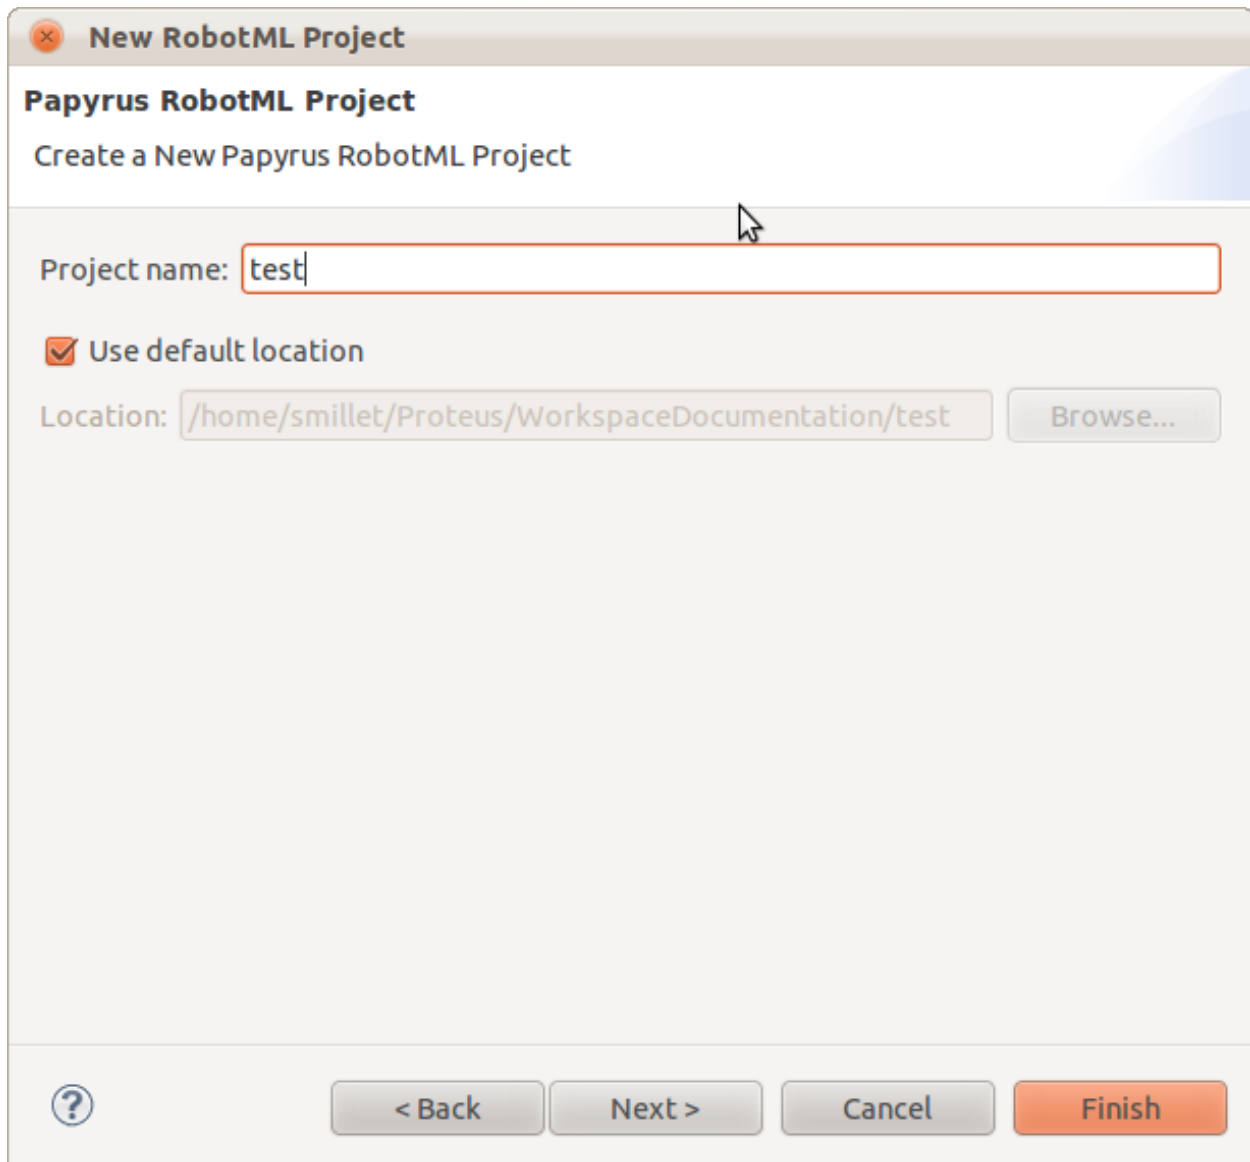 New RobotML Project
Papyrus RobotML Project
Create a New Papyrus RobotML Project
Project name: test
Use default location
Location: /home/smillet/Proteus/WorkspaceDocumentation/test Browse...
? < Back Next > Cancel Finish